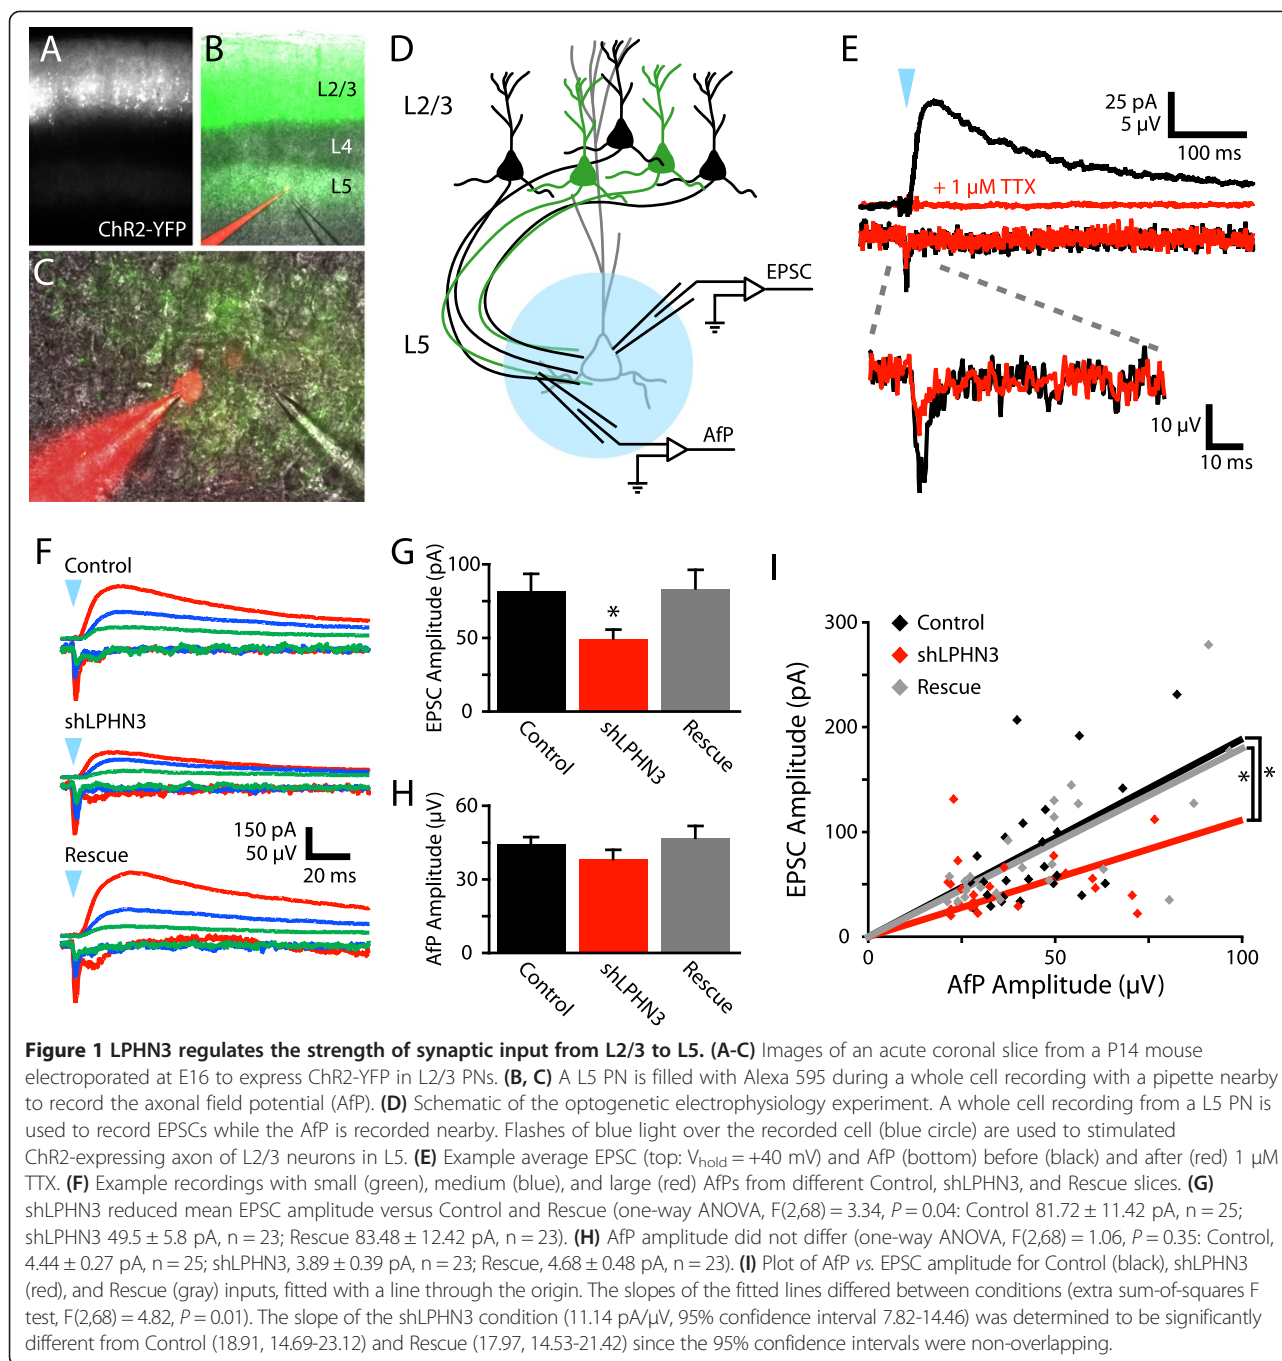 A
B
L2/3
L4
L5
ChR2-YFP
C
D
L2/3
L5
EPSC
AfP
E
25 pA
5 µV
100 ms
+ 1 µM TTX
10 µV
10 ms
F
Control
shLPHN3
150 pA
50 µV
20 ms
Rescue
G
EPSC Amplitude (pA)
100
50
0
*
Control
shLPHN3
Rescue
H
AfP Amplitude (µV)
60
30
0
Control
shLPHN3
Rescue
I
EPSC Amplitude (pA)
300
200
100
0
Control
shLPHN3
Rescue
*
*
0
50
100
AfP Amplitude (µV)
Figure 1 LPHN3 regulates the strength of synaptic input from L2/3 to L5. (A-C) Images of an acute coronal slice from a P14 mouse
electroporated at E16 to express ChR2-YFP in L2/3 PNs. (B, C) A L5 PN is filled with Alexa 595 during a whole cell recording with a pipette nearby
to record the axonal field potential (AfP). (D) Schematic of the optogenetic electrophysiology experiment. A whole cell recording from a L5 PN is
used to record EPSCs while the AfP is recorded nearby. Flashes of blue light over the recorded cell (blue circle) are used to stimulated
ChR2-expressing axon of L2/3 neurons in L5. (E) Example average EPSC (top: Vhold = +40 mV) and AfP (bottom) before (black) and after (red) 1 µM
TTX. (F) Example recordings with small (green), medium (blue), and large (red) AfPs from different Control, shLPHN3, and Rescue slices. (G)
shLPHN3 reduced mean EPSC amplitude versus Control and Rescue (one-way ANOVA, F(2,68) = 3.34, P = 0.04: Control 81.72 ± 11.42 pA, n = 25;
shLPHN3 49.5 ± 5.8 pA, n = 23; Rescue 83.48 ± 12.42 pA, n = 23). (H) AfP amplitude did not differ (one-way ANOVA, F(2,68) = 1.06, P = 0.35: Control,
4.44 ± 0.27 pA, n = 25; shLPHN3, 3.89 ± 0.39 pA, n = 23; Rescue, 4.68 ± 0.48 pA, n = 23). (I) Plot of AfP vs. EPSC amplitude for Control (black), shLPHN3
(red), and Rescue (gray) inputs, fitted with a line through the origin. The slopes of the fitted lines differed between conditions (extra sum-of-squares F
test, F(2,68) = 4.82, P = 0.01). The slope of the shLPHN3 condition (11.14 pA/µV, 95% confidence interval 7.82-14.46) was determined to be significantly
different from Control (18.91, 14.69-23.12) and Rescue (17.97, 14.53-21.42) since the 95% confidence intervals were non-overlapping.